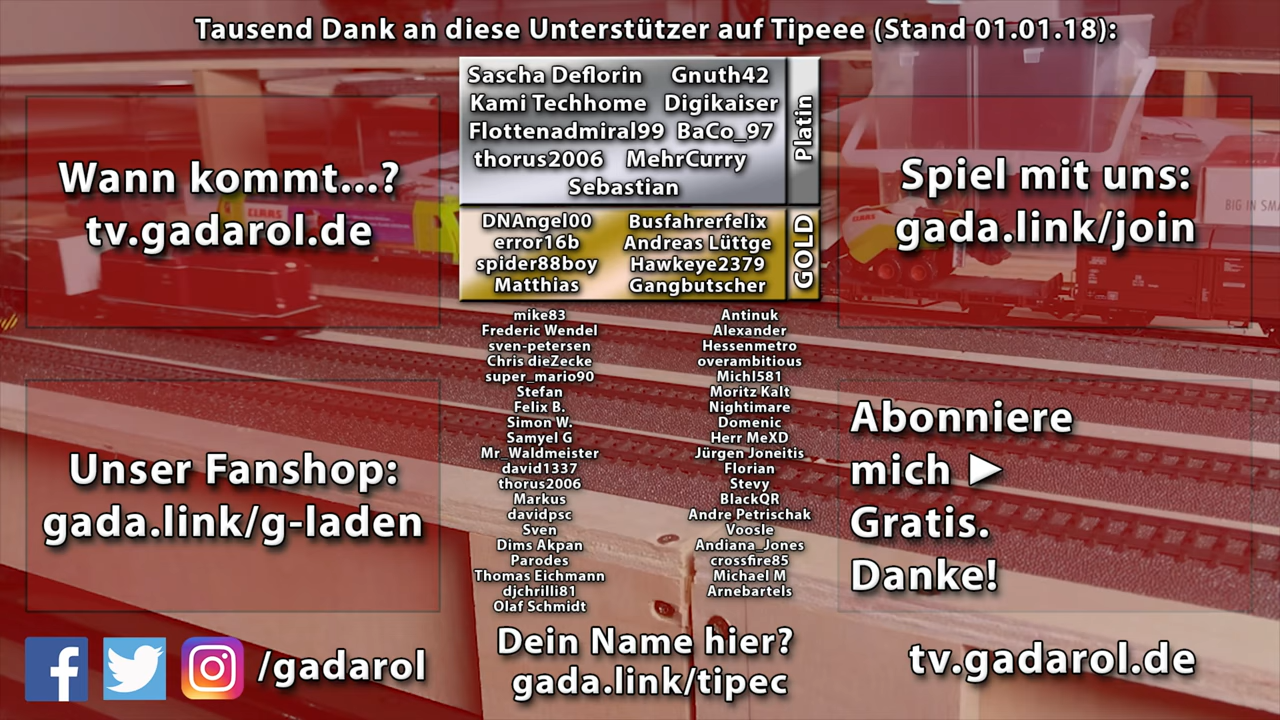 Tausend Dank an diese Unterstützer auf Tipeee (Stand 01.01.18):
Wann kommt...?
tv.gadarol.de
Unser Fanshop:
gada.link/g-laden
/gadarol
Sascha Deflorin Gnuth42
Kami Techhome Digikaiser
Flottenadmiral99 BaCo_97
thorus2006 MehrCurry
Sebastian
Platin
DNAngel00 Busfahrerfelix
error16b Andreas Lüttge
spider88boy Hawkeye2379
Matthias Gangbutscher
GOLD
mike83
Frederic Wendel
sven-petersen
Chris dieZecke
super_mario90
Stefan
Felix B.
Simon W.
Samyel G
Mr_Waldmeister
david1337
thorus2006
Markus
davidpsc
Sven
Dims Akpan
Parodes
Thomas Eichmann
djchrilli81
Olaf Schmidt
Antinuk
Alexander
Hessenmetro
overambitious
Michl581
Moritz Kalt
Nightimare
Domenic
Herr MeXD
Jürgen Joneitis
Florian
Stevy
BlackQR
Andre Petrischak
Voosle
Andiana_Jones
crossfire85
Michael M
Arnebartels
Dein Name hier?
gada.link/tipec
Spiel mit uns:
gada.link/join
BIG IN SMA
CLAAS
CLAAS
Abonniere
mich ►
Gratis.
Danke!
tv.gadarol.de